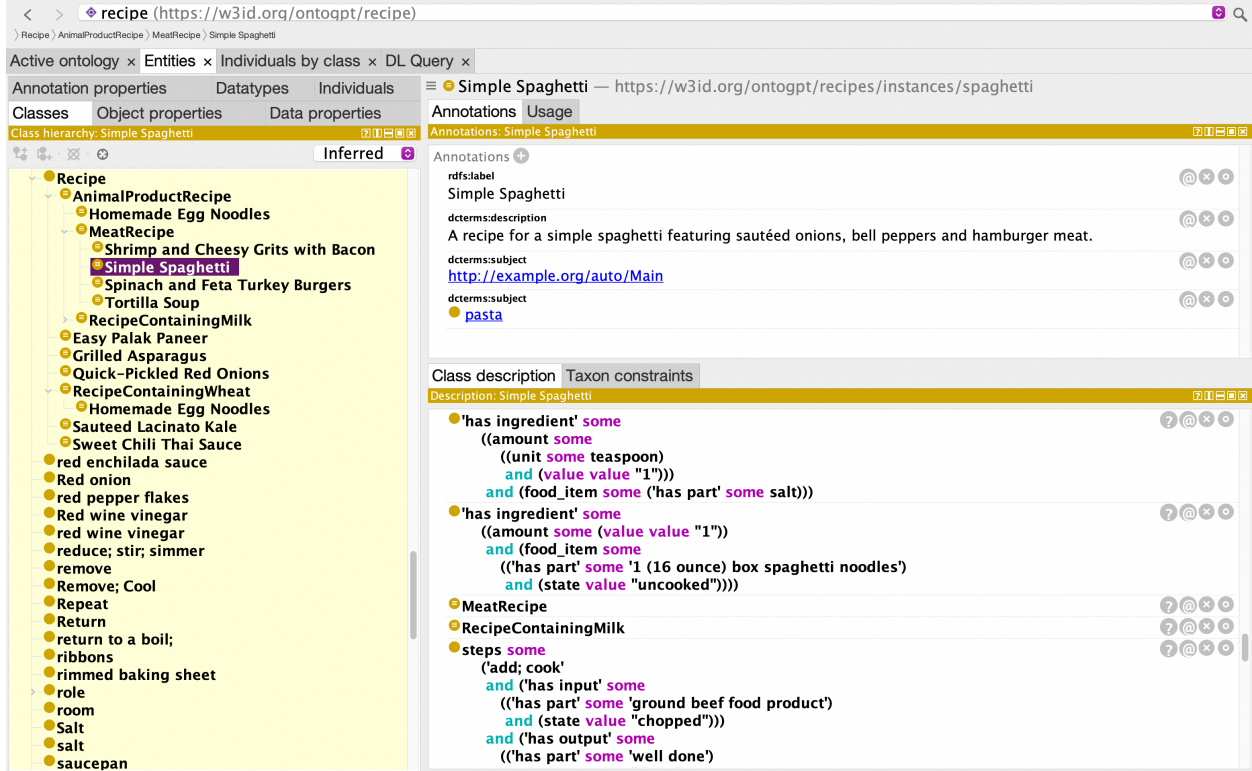 recipe (https://w3id.org/ontogpt/recipe)
Recipe AnimalProductRecipe MeatRecipe Simple Spaghetti
Active ontology × Entities × Individuals by class × DL Query ×
Annotation properties Datatypes Individuals
Classes Object properties Data properties
Class hierarchy: Simple Spaghetti
Inferred
Recipe
AnimalProductRecipe
Homemade Egg Noodles
MeatRecipe
Shrimp and Cheesy Grits with Bacon
Simple Spaghetti
Spinach and Feta Turkey Burgers
Tortilla Soup
RecipeContainingMilk
Easy Palak Paneer
Grilled Asparagus
Quick-Pickled Red Onions
RecipeContainingWheat
Homemade Egg Noodles
Sauteed Lacinato Kale
Sweet Chili Thai Sauce
red enchilada sauce
Red onion
red pepper flakes
Red wine vinegar
red wine vinegar
reduce; stir; simmer
remove
Remove; Cool
Repeat
Return
return to a boil;
ribbons
rimmed baking sheet
role
room
Salt
salt
saucepan
Simple Spaghetti — https://w3id.org/ontogpt/recipes/instances/spaghetti
Annotations Usage
Annotations: Simple Spaghetti
Annotations
rdfs:label
Simple Spaghetti
dcterms:description
A recipe for a simple spaghetti featuring sautéed onions, bell peppers and hamburger meat.
dcterms:subject
http://example.org/auto/Main
dcterms:subject
pasta
Class description Taxon constraints
Description: Simple Spaghetti
'has ingredient' some
((amount some
((unit some teaspoon)
and (value value "1")))
and (food_item some ('has part' some salt)))
'has ingredient' some
((amount some (value value "1"))
and (food_item some
(('has part' some '1 (16 ounce) box spaghetti noodles')
and (state value "uncooked"))))
MeatRecipe
RecipeContainingMilk
steps some
('add; cook'
and ('has input' some
(('has part' some 'ground beef food product')
and (state value "chopped")))
and ('has output' some
(('has part' some 'well done')